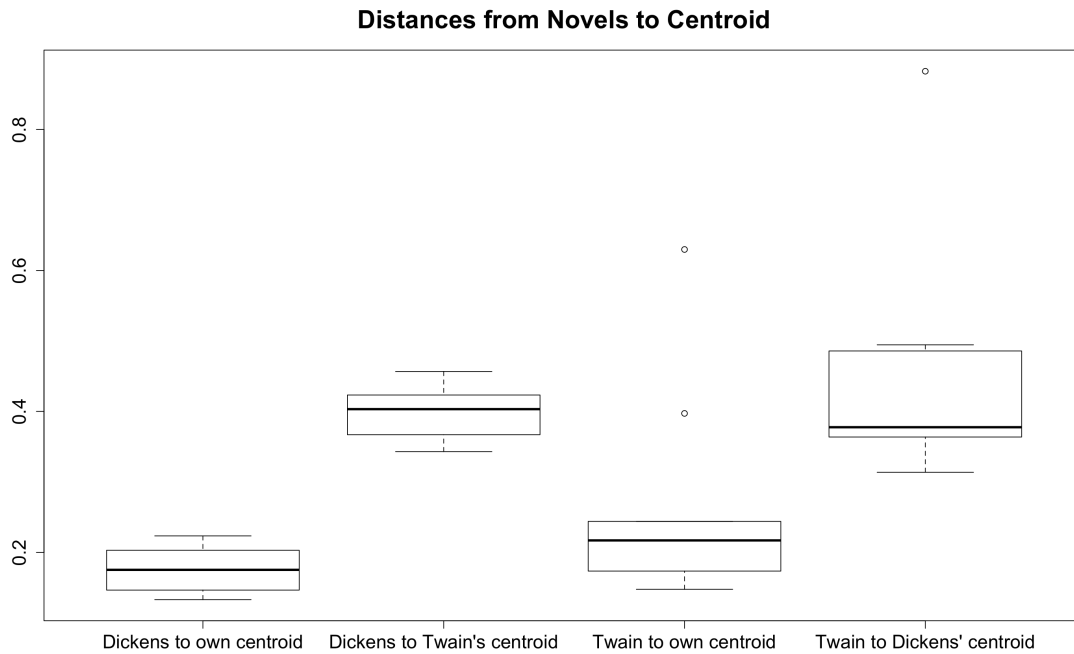 Distances from Novels to Centroid
0.8
0.6
0.4
0.2
Dickens to own centroid
Dickens to Twain's centroid
Twain to own centroid
Twain to Dickens' centroid